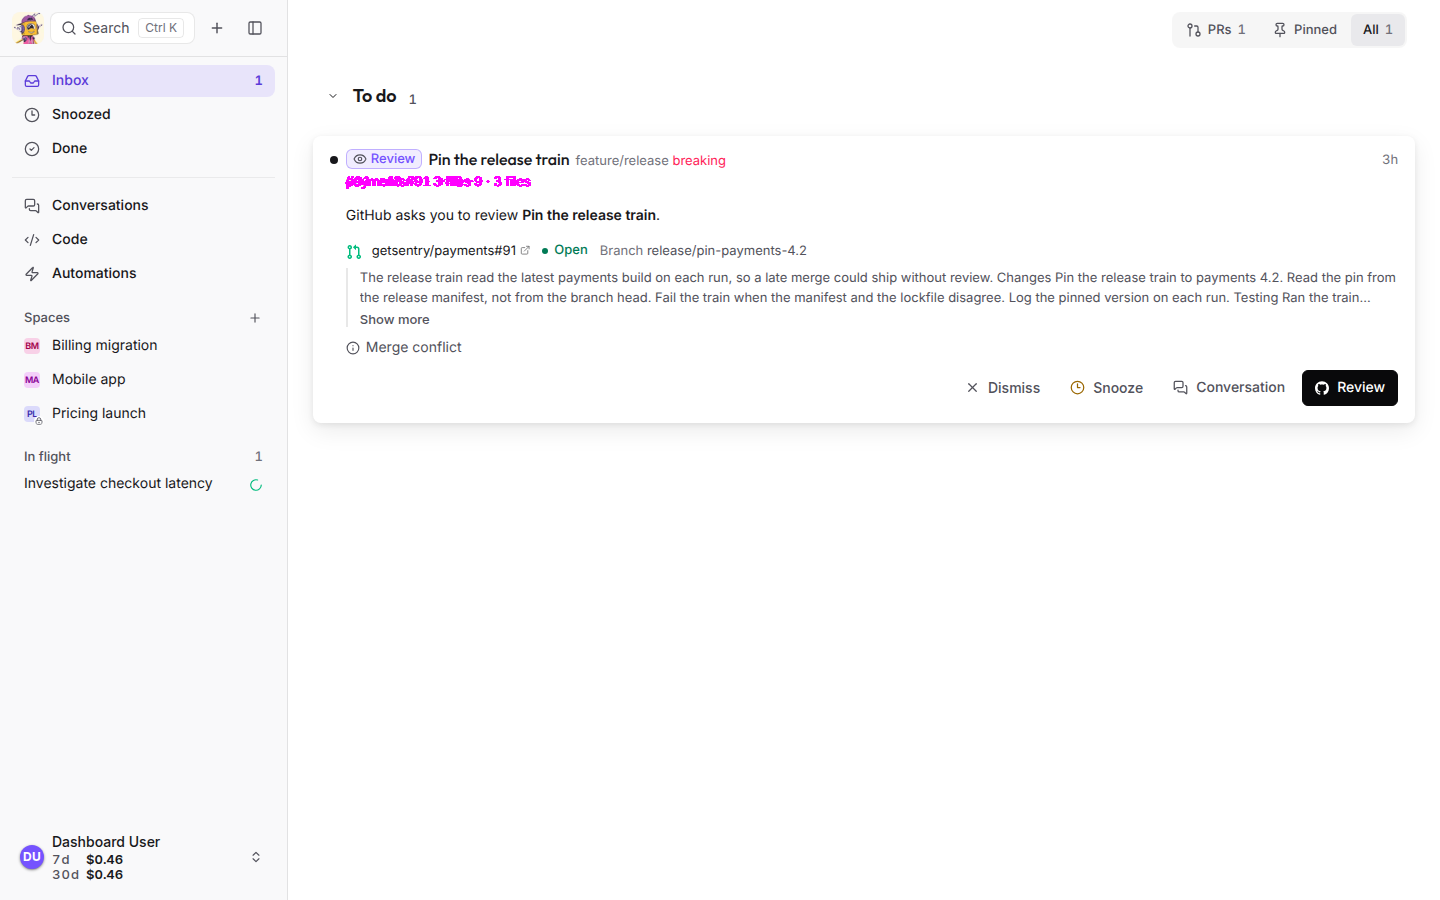 Search Ctrl K
Inbox 1
Snoozed
Done
Conversations
Code
Automations
Spaces
BM Billing migration
MA Mobile app
PL Pricing launch
In flight 1
Investigate checkout latency
DU Dashboard User
7d $0.46
30d $0.46
PRs 1 Pinned All 1
To do 1
Review Pin the release train feature/release breaking 3h
3 files
GitHub asks you to review Pin the release train.
getsentry/payments#91 Open Branch release/pin-payments-4.2
The release train read the latest payments build on each run, so a late merge could ship without review. Changes Pin the release train to payments 4.2. Read the pin from
the release manifest, not from the branch head. Fail the train when the manifest and the lockfile disagree. Log the pinned version on each run. Testing Ran the train...
Show more
Merge conflict
Dismiss Snooze Conversation Review